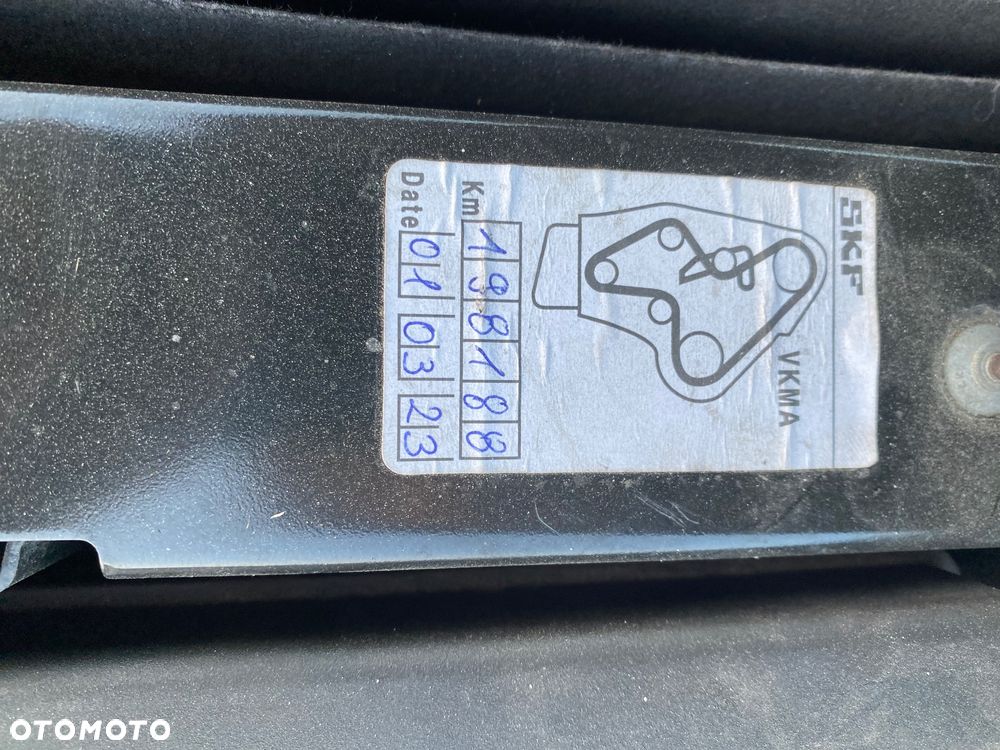 SKF
VKMA
Km 198188
Date 01 03 23
OTOMOTO